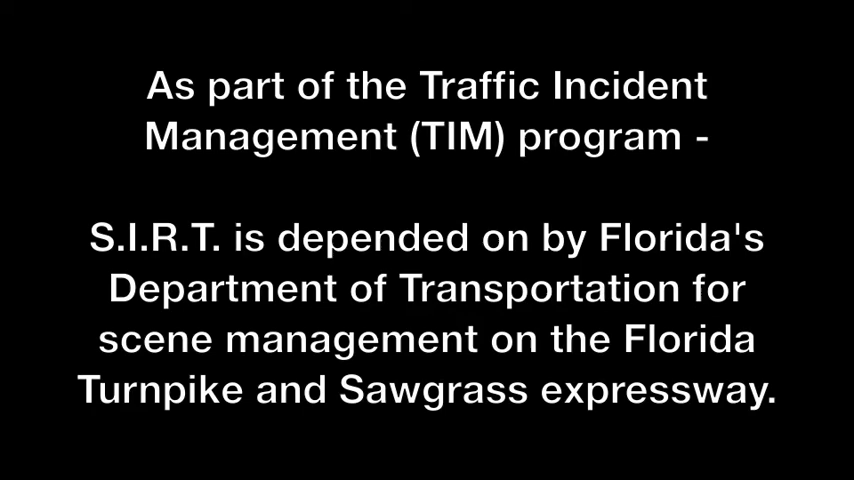 As part of the Traffic Incident
Management (TIM) program -
S.I.R.T. is depended on by Florida's
Department of Transportation for
scene management on the Florida
Turnpike and Sawgrass expressway.